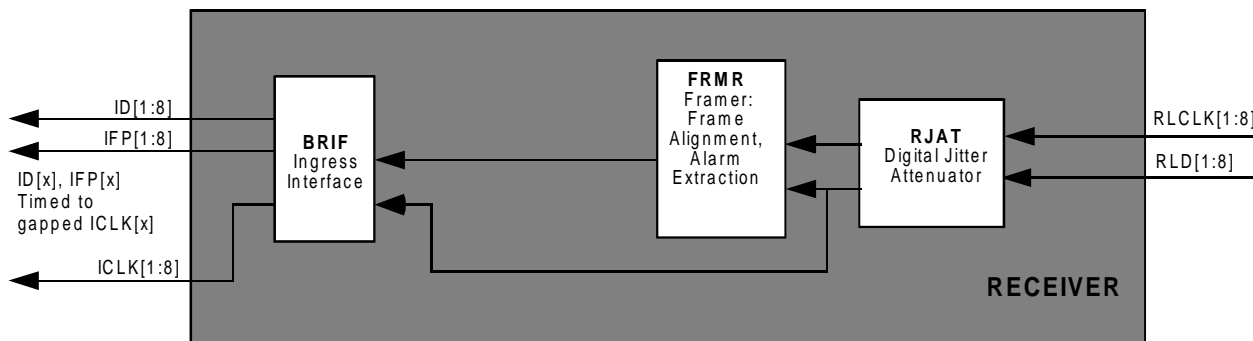 ID[1:8]
IFP[1:8]
ID[x], IFP[x]
Timed to
gapped ICLK[x]
ICLK[1:8]
BRIF
Ingress
Interface
FRMR
Framer:
Frame
Alignment,
Alarm
Extraction
RJAT
Digital Jitter
Attenuator
RLCLK[1:8]
RLD[1:8]
RECEIVER